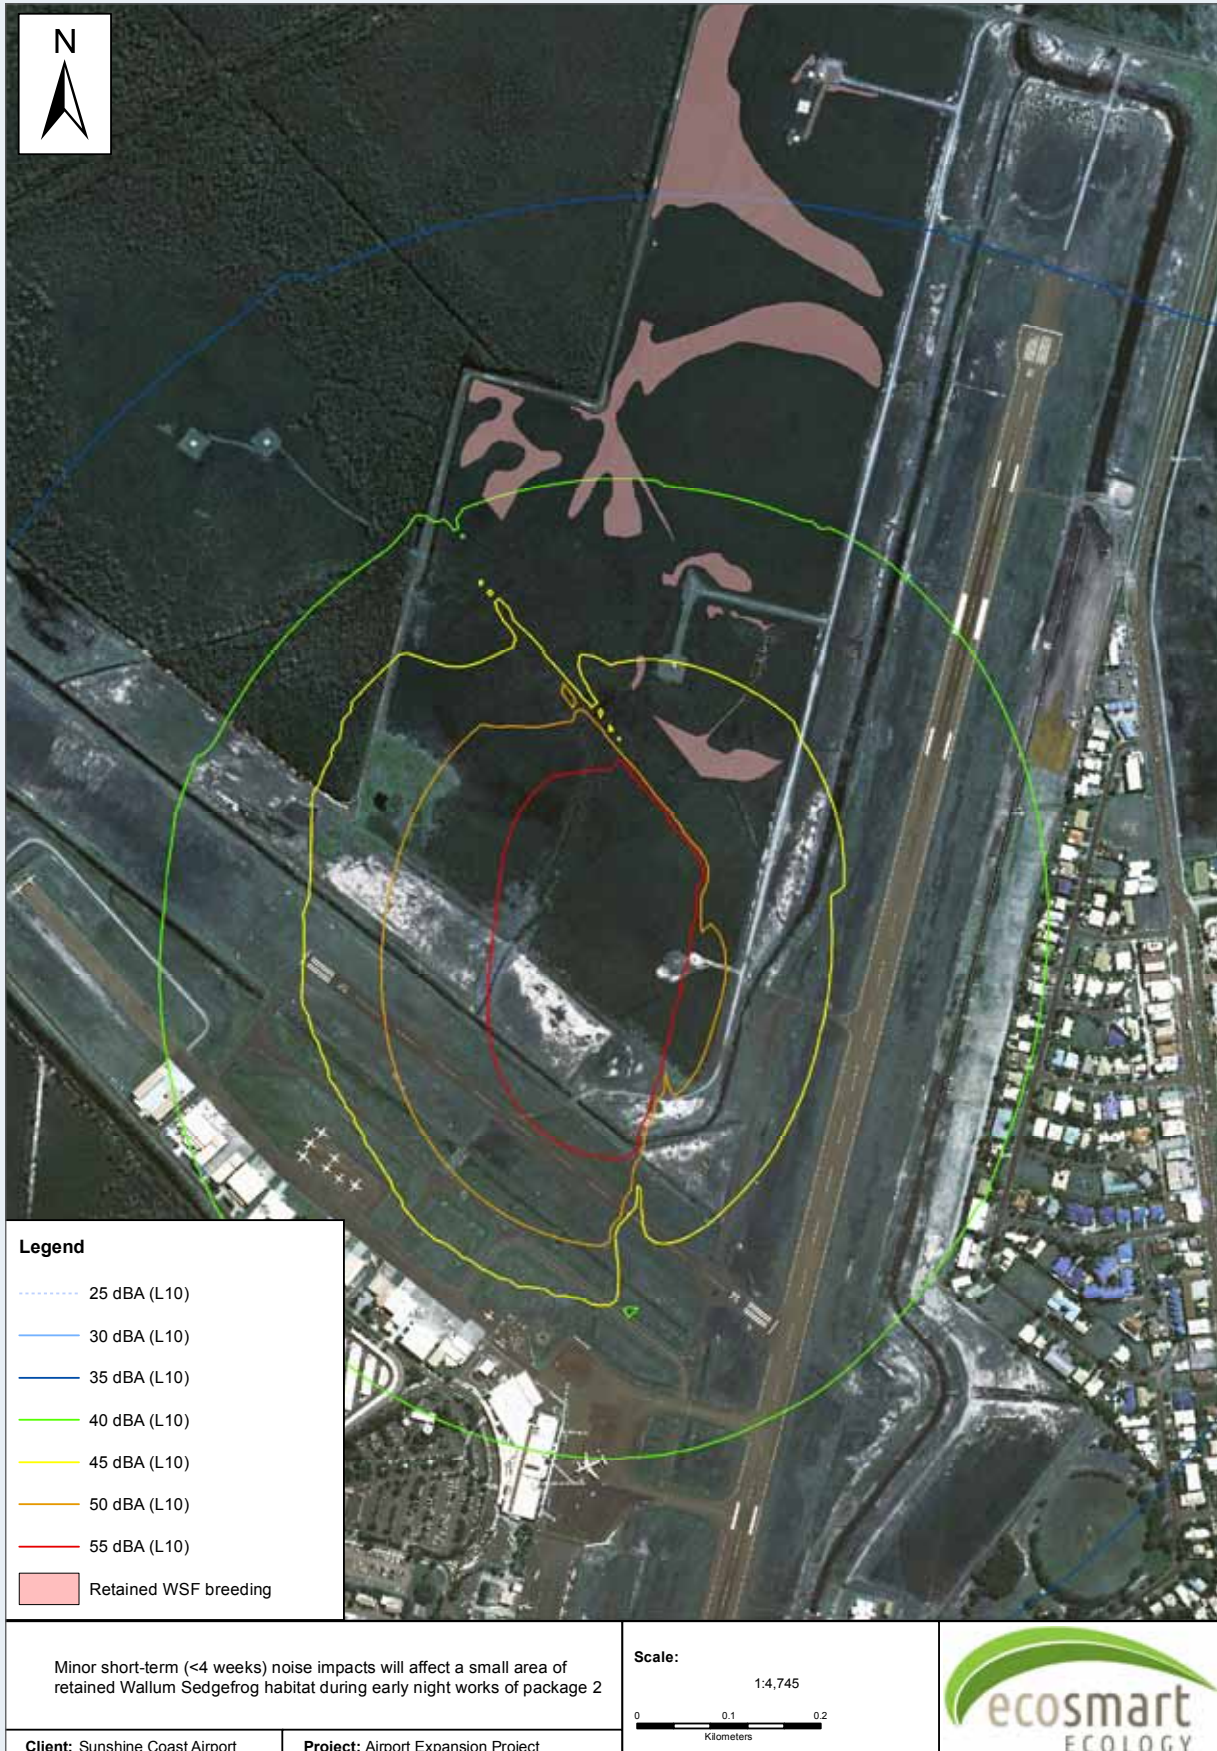 N
Legend
25 dBA (L10)
30 dBA (L10)
35 dBA (L10)
40 dBA (L10)
45 dBA (L10)
50 dBA (L10)
55 dBA (L10)
Retained WSF breeding
Minor short-term (<4 weeks) noise impacts will affect a small area of
retained Wallum Sedgefrog habitat during early night works of package 2
Scale:
1:4,745
0 0.1 0.2
Kilometers
ecosmart
ECOLOGY
Client: Sunshine Coast Airport
Project: Airport Expansion Project